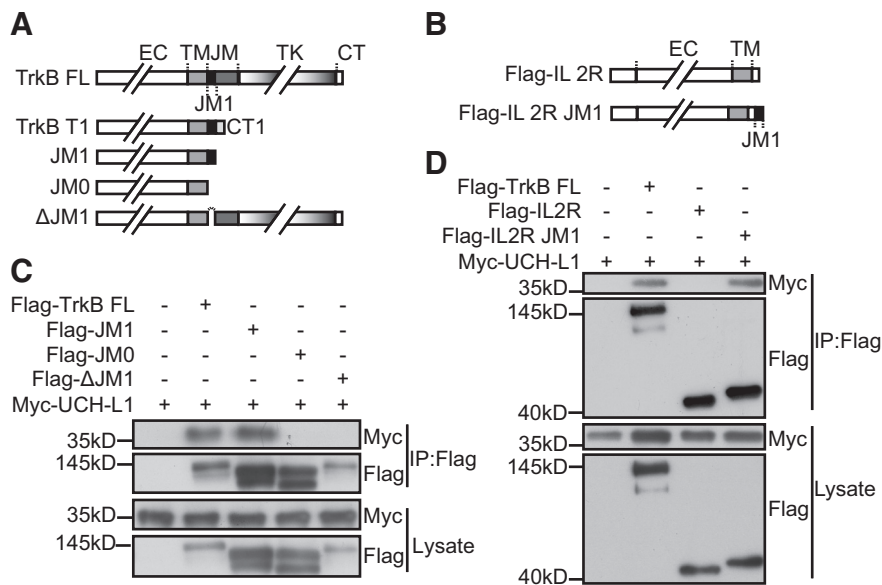 A
EC TM JM TK CT
TrkB FL
JM1
TrkB T1 CT1
JM1
JM0
ΔJM1
B
EC TM
Flag-IL 2R
Flag-IL 2R JM1
JM1
C
Flag-TrkB FL - + - - -
Flag-JM1 - - + - -
Flag-JM0 - - - + -
Flag-ΔJM1 - - - - +
Myc-UCH-L1 + + + + +
35kD Myc
145kD Flag
IP:Flag
35kD Myc
145kD Flag
Lysate
D
Flag-TrkB FL - + - -
Flag-IL2R - - + -
Flag-IL2R JM1 - - - +
Myc-UCH-L1 + + + +
35kD Myc
145kD
Flag
40kD
IP:Flag
35kD Myc
145kD
Flag
40kD
Lysate